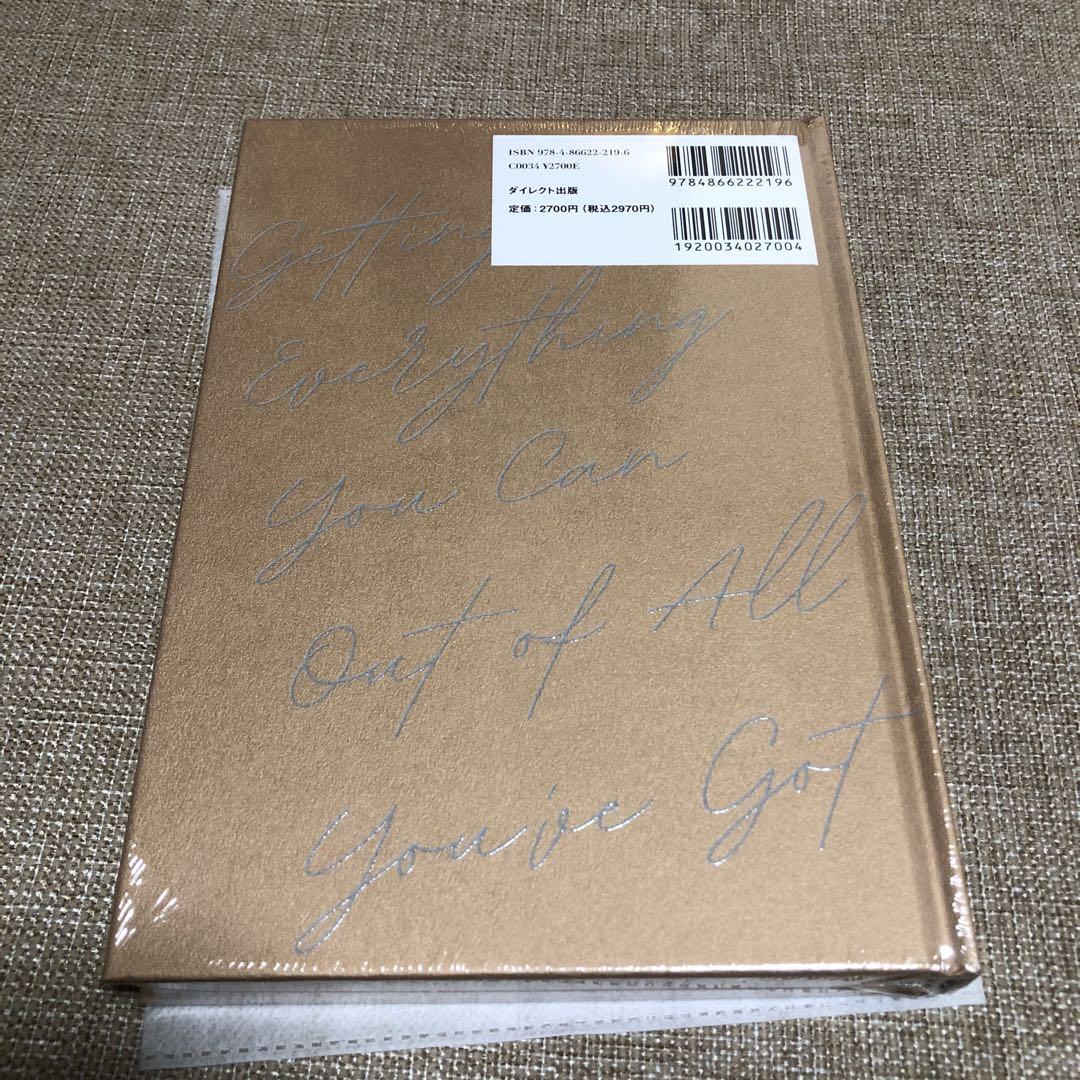 ISBN 978-4-86622-219-6
C0034 ¥2700E
ダイレクト出版
定価：2700円（税込2970円）
9784866222196
1920034027004
Getting
Everything
You Can
Out of All
You've Got